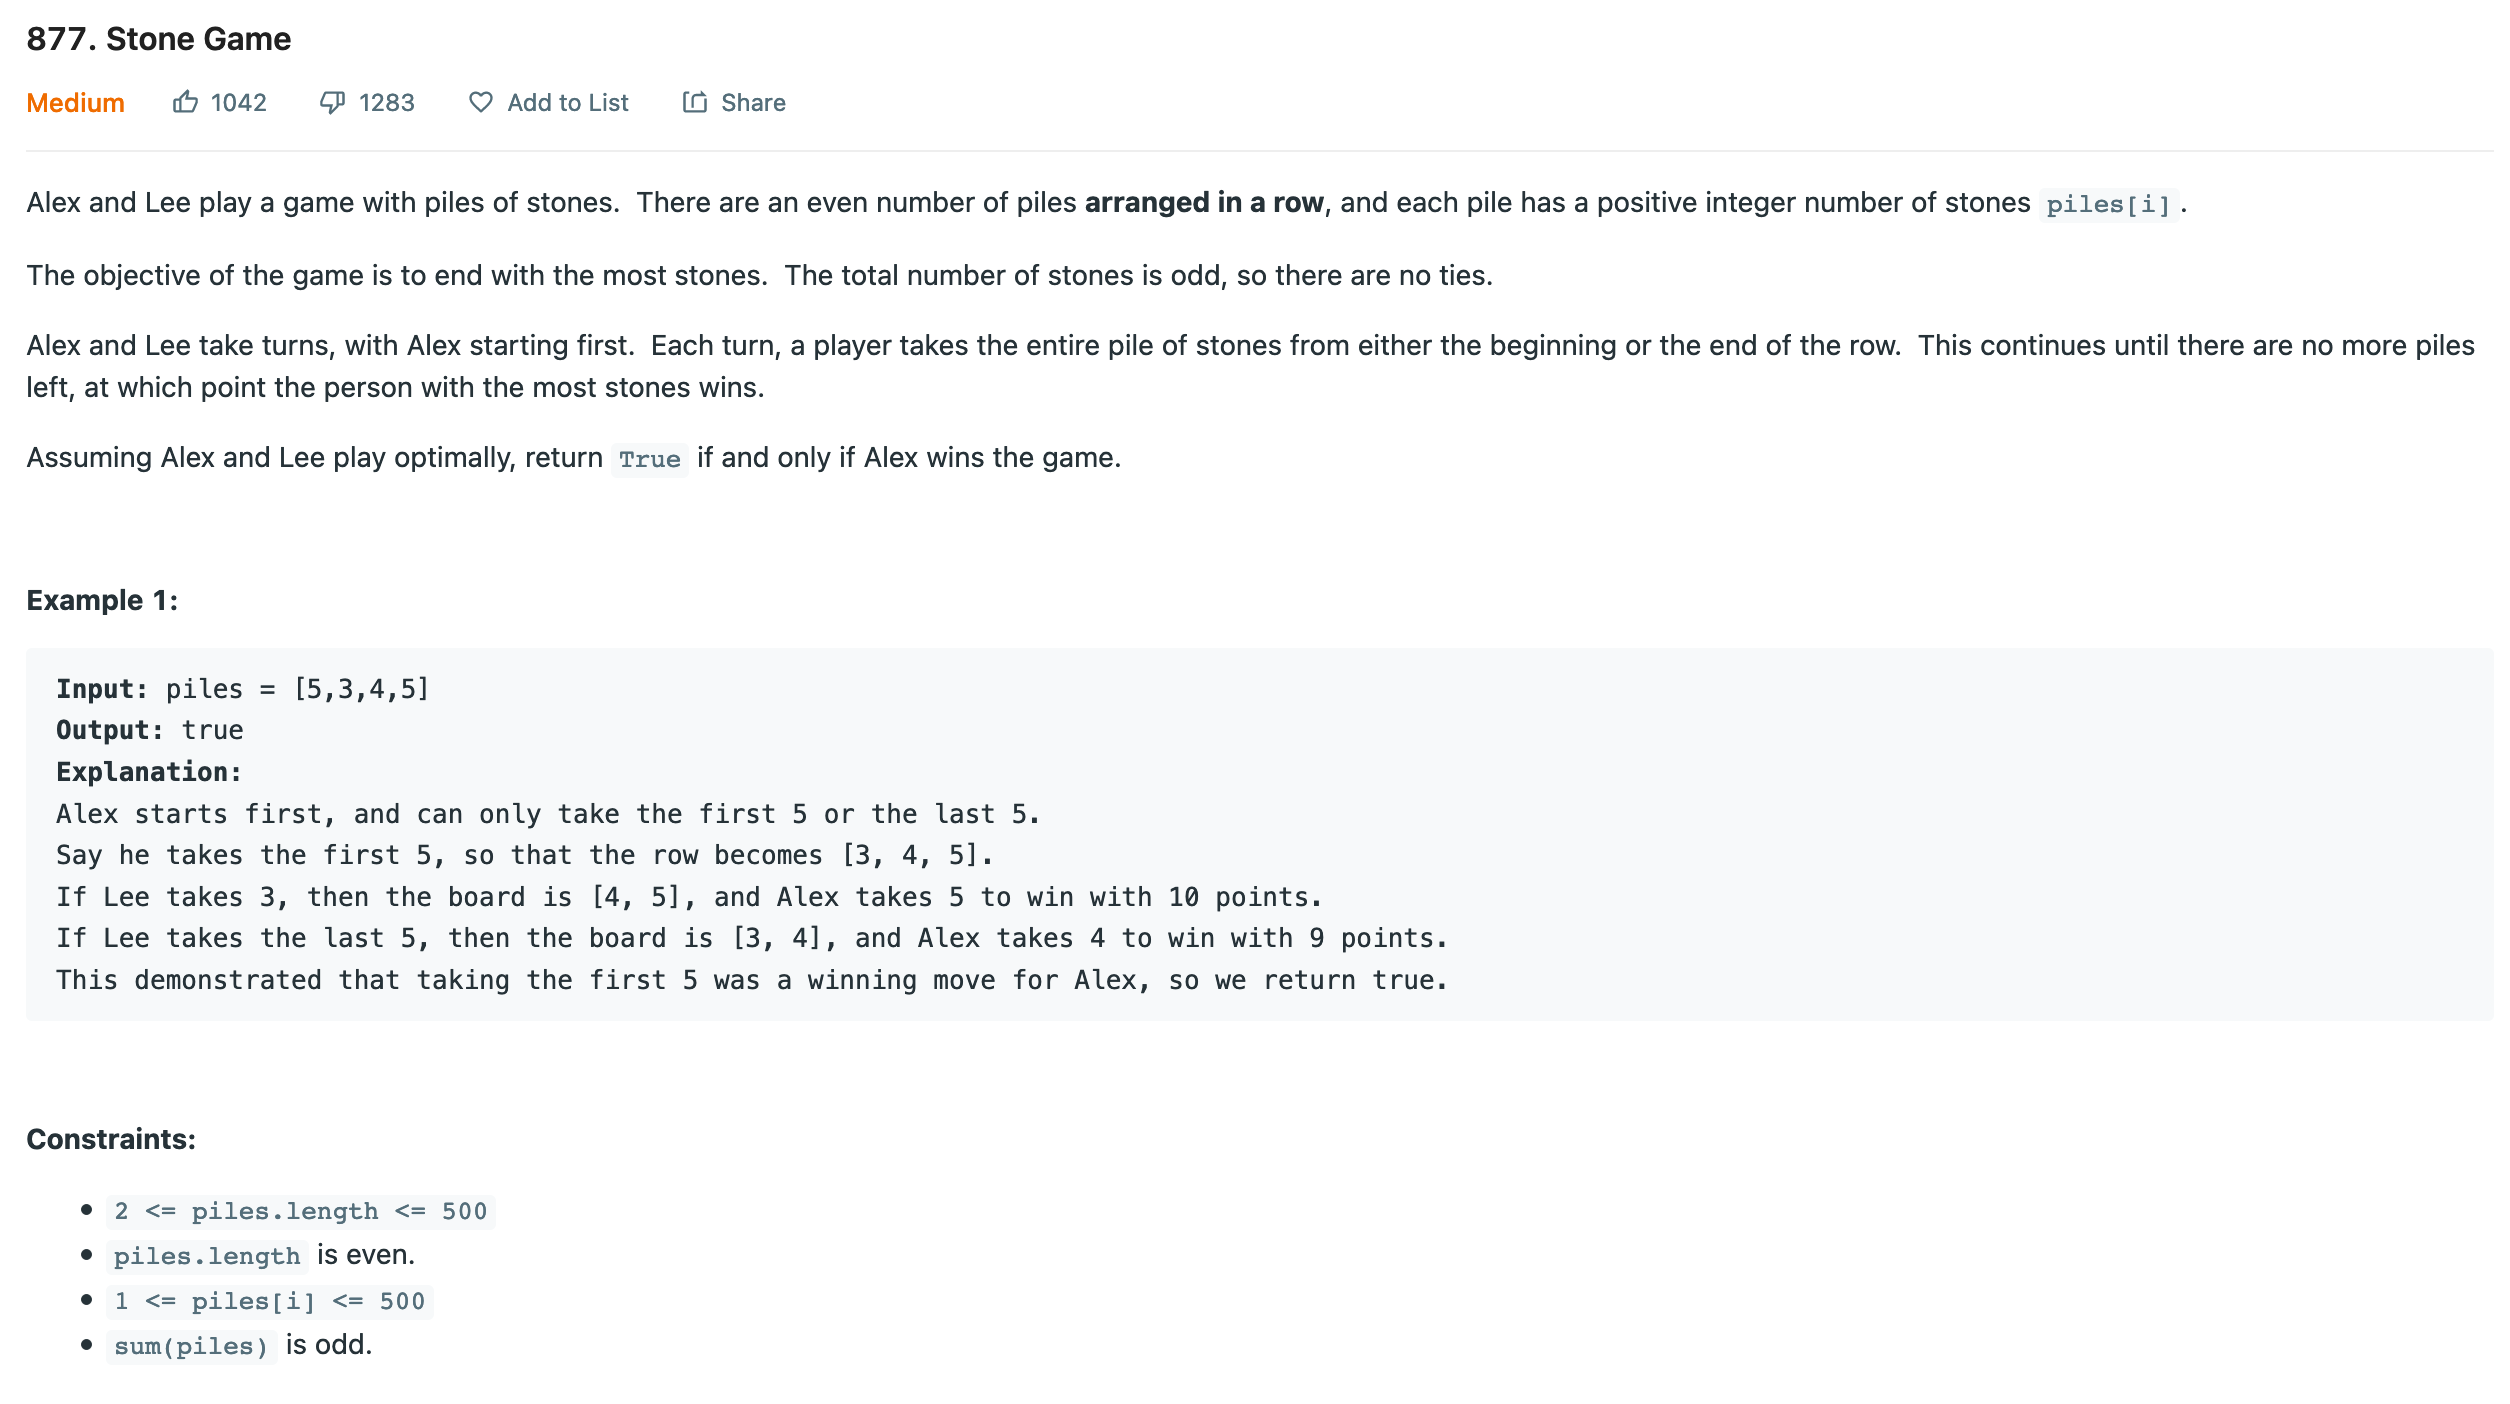 877. Stone Game
Medium 1042 1283 Add to List Share
Alex and Lee play a game with piles of stones.  There are an even number of piles arranged in a row, and each pile has a positive integer number of stones piles[i].
The objective of the game is to end with the most stones.  The total number of stones is odd, so there are no ties.
Alex and Lee take turns, with Alex starting first.  Each turn, a player takes the entire pile of stones from either the beginning or the end of the row.  This continues until there are no more piles
left, at which point the person with the most stones wins.
Assuming Alex and Lee play optimally, return True if and only if Alex wins the game.
Example 1:
Input: piles = [5,3,4,5]
Output: true
Explanation:
Alex starts first, and can only take the first 5 or the last 5.
Say he takes the first 5, so that the row becomes [3, 4, 5].
If Lee takes 3, then the board is [4, 5], and Alex takes 5 to win with 10 points.
If Lee takes the last 5, then the board is [3, 4], and Alex takes 4 to win with 9 points.
This demonstrated that taking the first 5 was a winning move for Alex, so we return true.
Constraints:
• 2 <= piles.length <= 500
• piles.length is even.
• 1 <= piles[i] <= 500
• sum(piles) is odd.